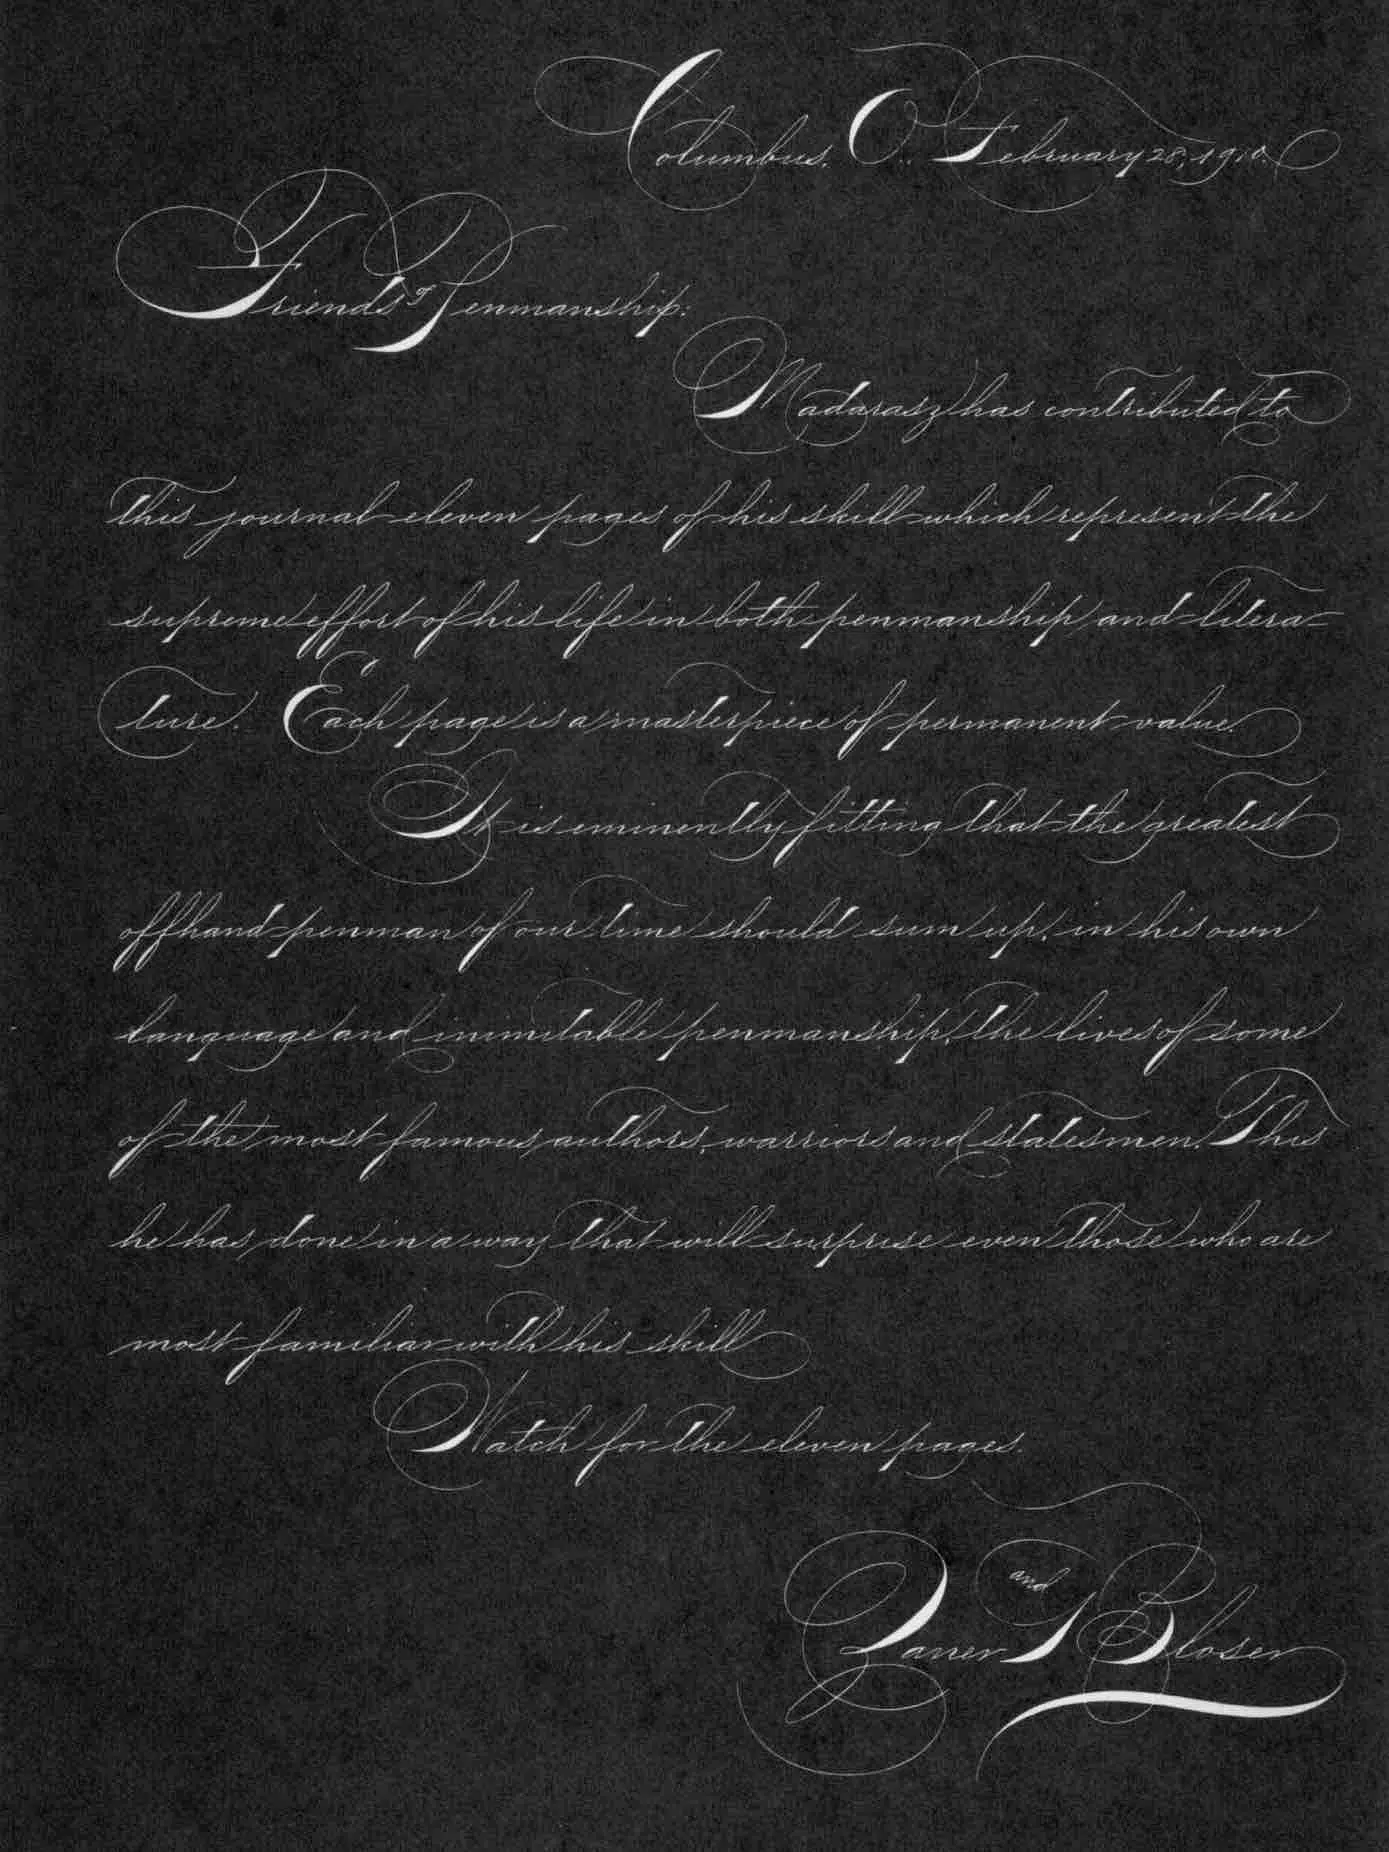 Columbus, O., February 28, 1910.
Friends of Penmanship:
Madarasz has contributed to
this journal eleven pages of his skill which represent the
supreme effort of his life in both penmanship and litera-
ture. Each page is a masterpiece of permanent value.
It is eminently fitting that the greatest
offhand penman of our time should sum up, in his own
language and inimitable penmanship, the lives of some
of the most famous authors, warriors and statesmen. This
he has done in a way that will surprise even those who are
most familiar with his skill
Watch for the eleven pages.
Zaner and Bloser